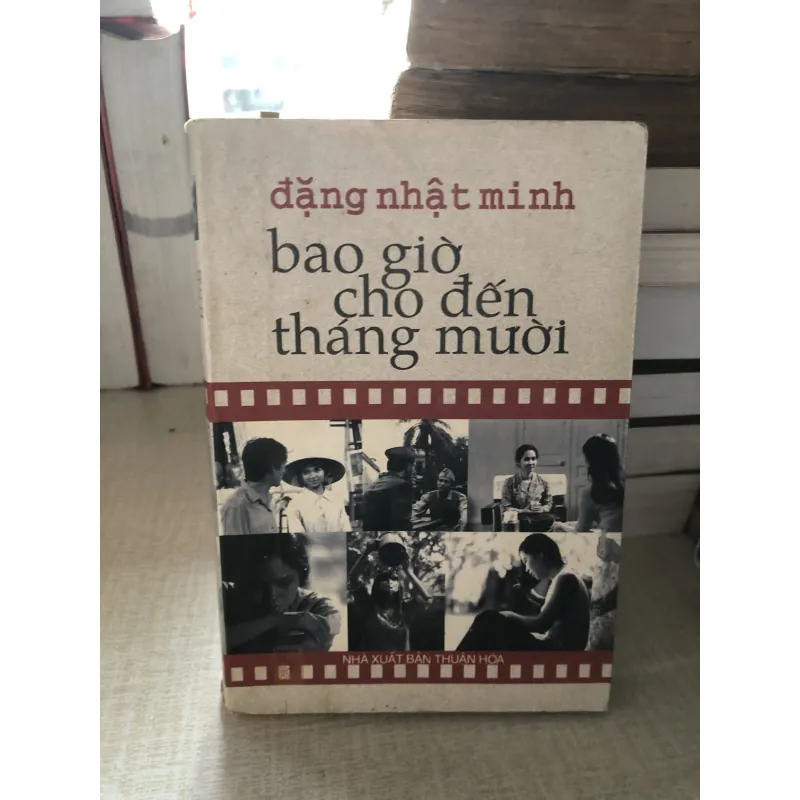 đặng nhật minh
bao giờ
cho đến
tháng mười
NHÀ XUẤT BẢN THUẬN HÓA